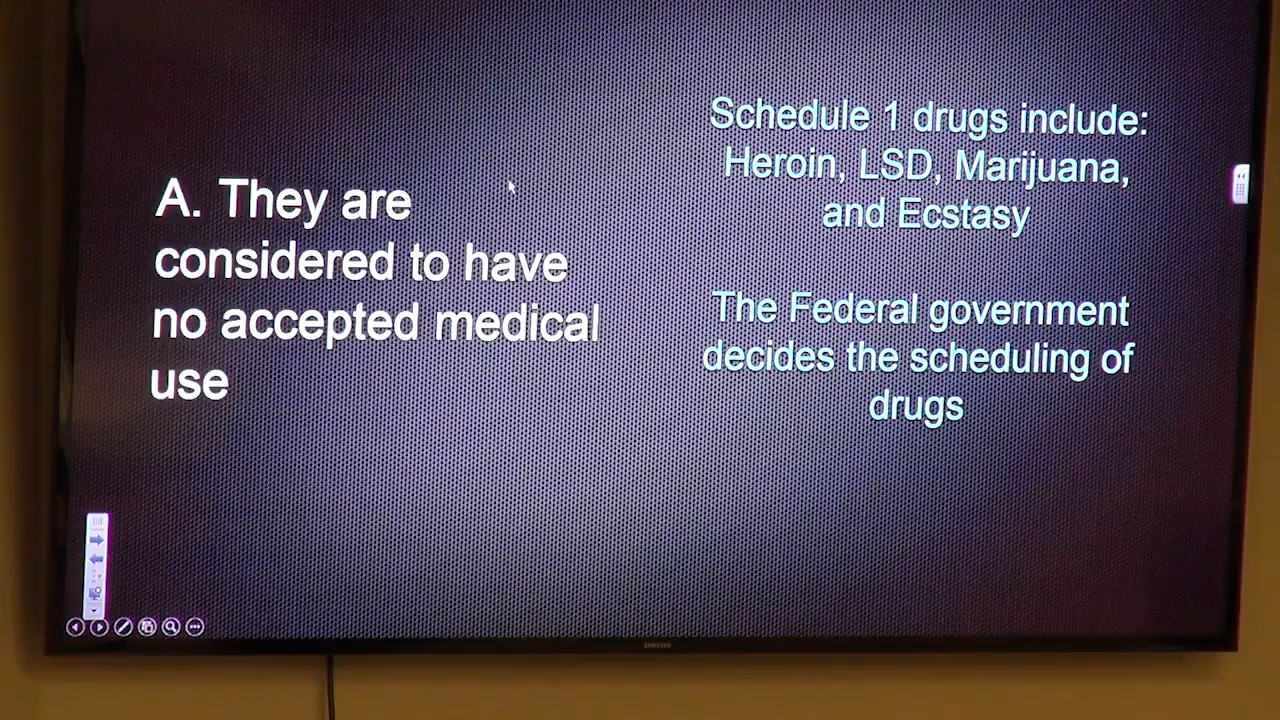 A. They are
considered to have
no accepted medical
use
Schedule 1 drugs include:
Heroin, LSD, Marijuana,
and Ecstasy
The Federal government
decides the scheduling of
drugs
SAMSUNG